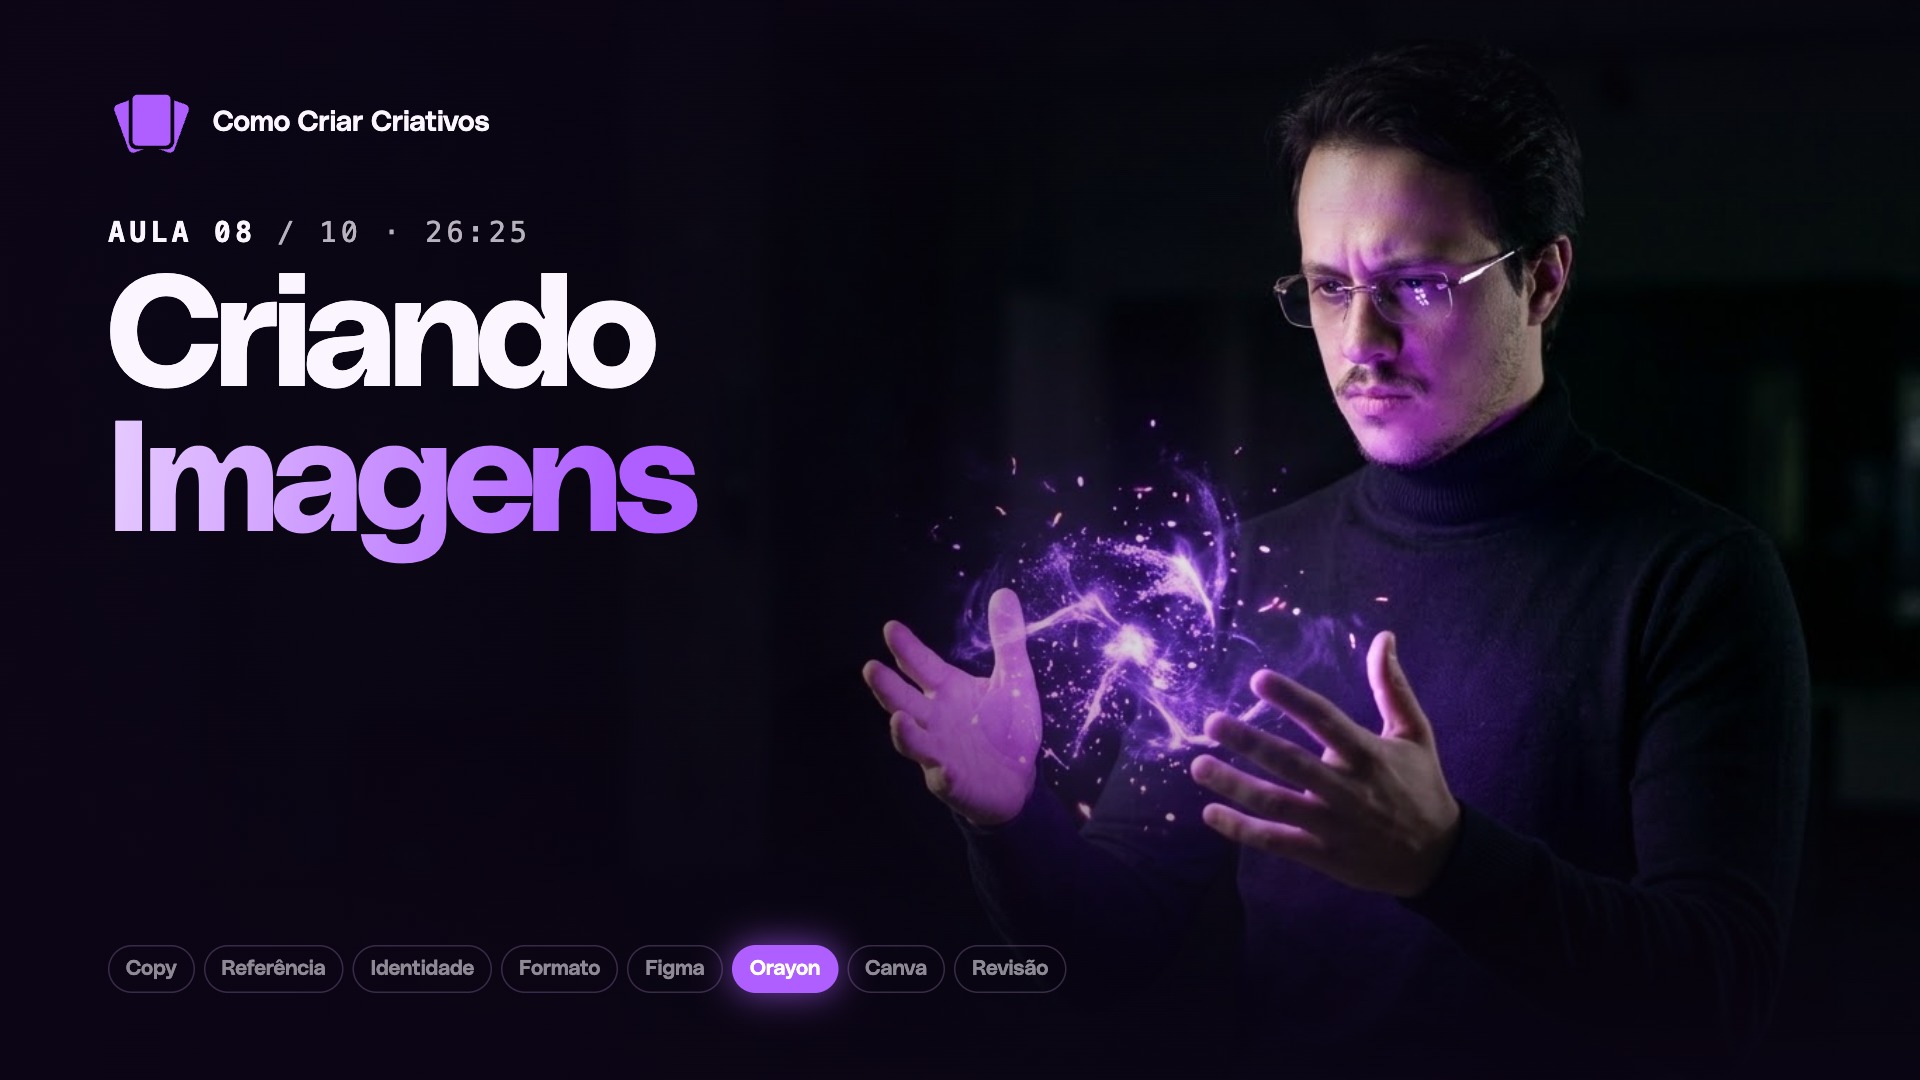 Como Criar Criativos
AULA 08 / 10 · 26:25
Criando
Imagens
Copy Referência Identidade Formato Figma Orayon Canva Revisão